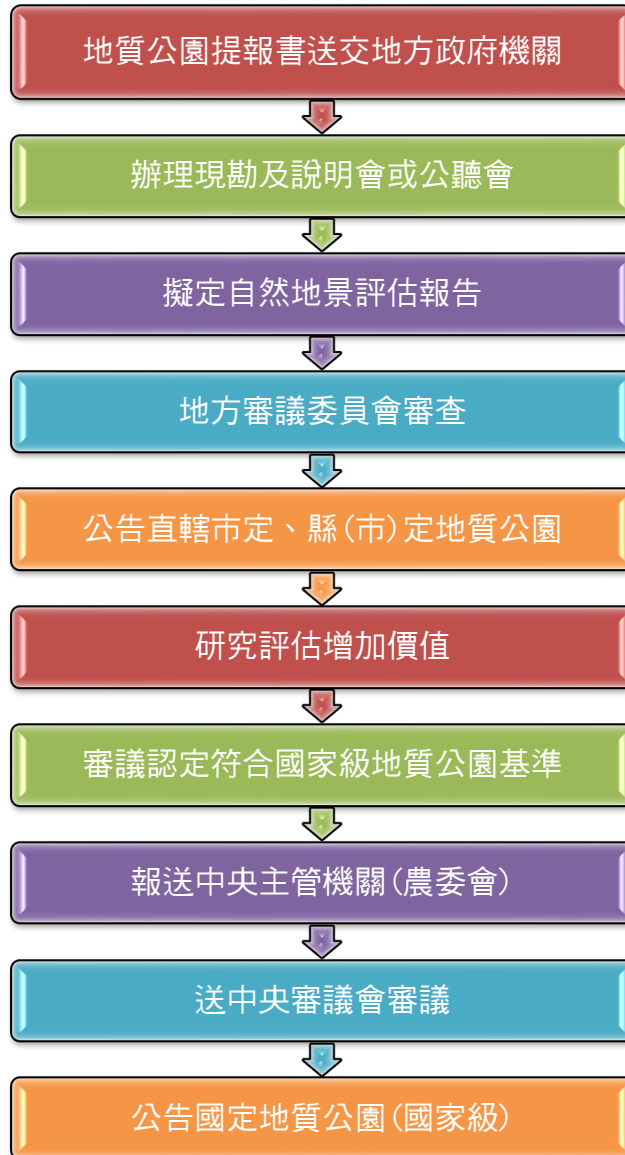 地質公園提報書送交地方政府機關
辦理現勘及說明會或公聽會
擬定自然地景評估報告
地方審議委員會審查
公告直轄市定、縣(市)定地質公園
研究評估增加價值
審議認定符合國家級地質公園基準
報送中央主管機關(農委會)
送中央審議會審議
公告國定地質公園(國家級)